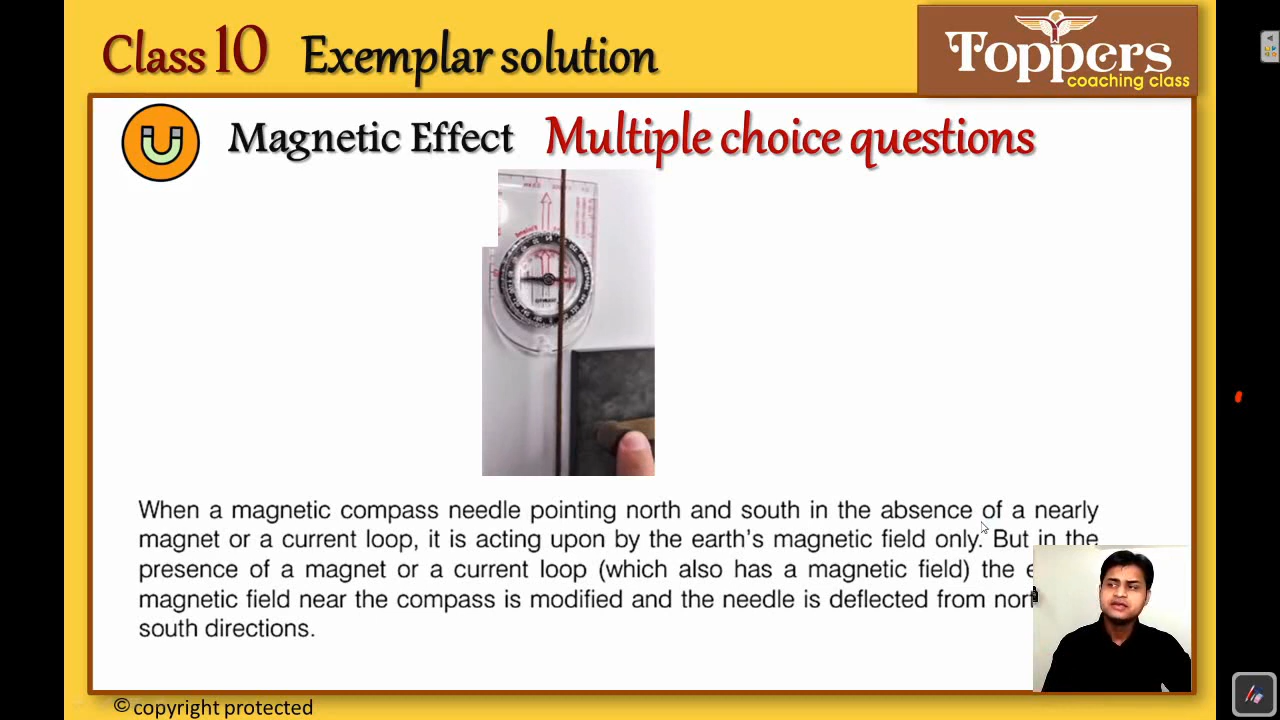 Class 10 Exemplar solution
Toppers
coaching class
Magnetic Effect Multiple choice questions
When a magnetic compass needle pointing north and south in the absence of a nearly
magnet or a current loop, it is acting upon by the earth's magnetic field only. But in the
presence of a magnet or a current loop (which also has a magnetic field) the
magnetic field near the compass is modified and the needle is deflected from
south directions.
© copyright protected